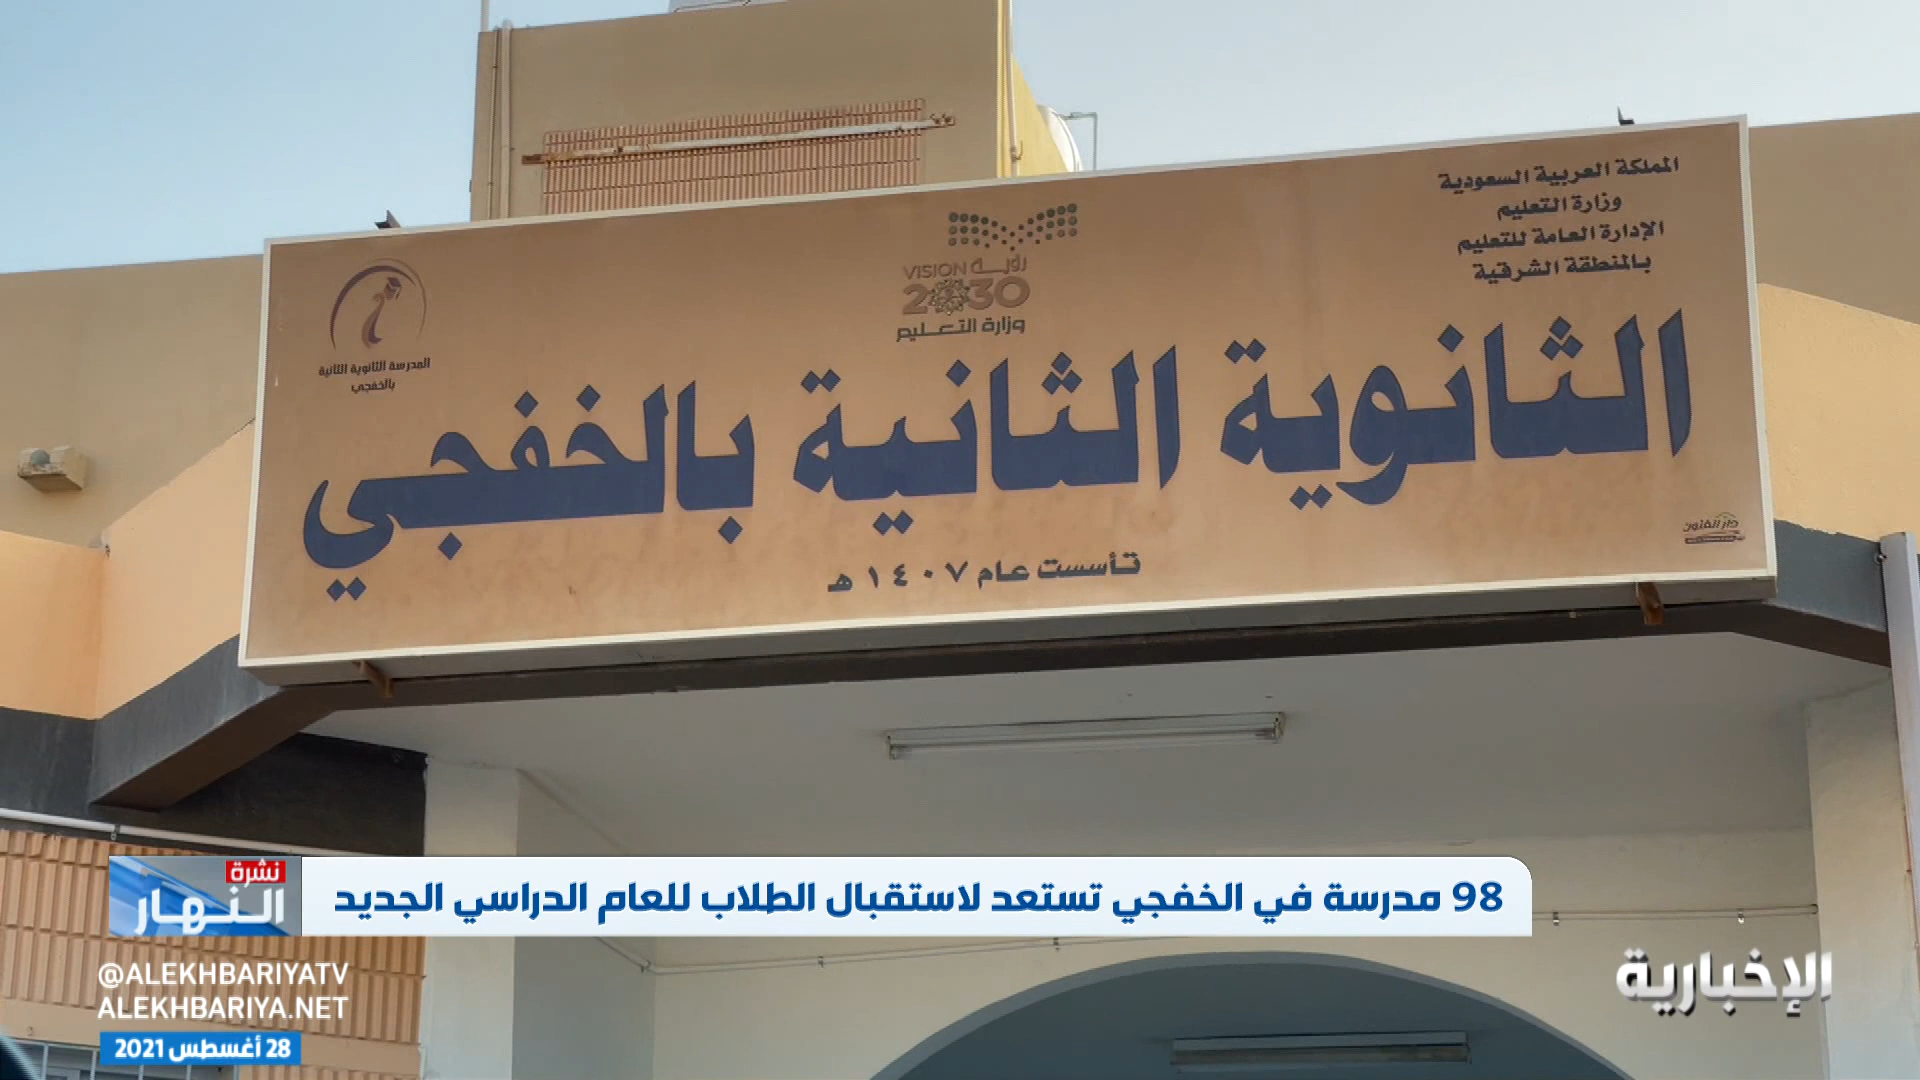 المملكة العربية السعودية
وزارة التعليم
الإدارة العامة للتعليم
بالمنطقة الشرقية
رؤية VISION
2030
وزارة التعليم
المدرسة الثانوية الثانية
بالخفجي
الثانوية الثانية بالخفجي
تأسست عام ١٤٠٧ هـ
دار الفنون
نشرة
النهار
98 مدرسة في الخفجي تستعد لاستقبال الطلاب للعام الدراسي الجديد
@ALEKHBARIYATV
ALEKHBARIYA.NET
28 أغسطس 2021
الإخبارية